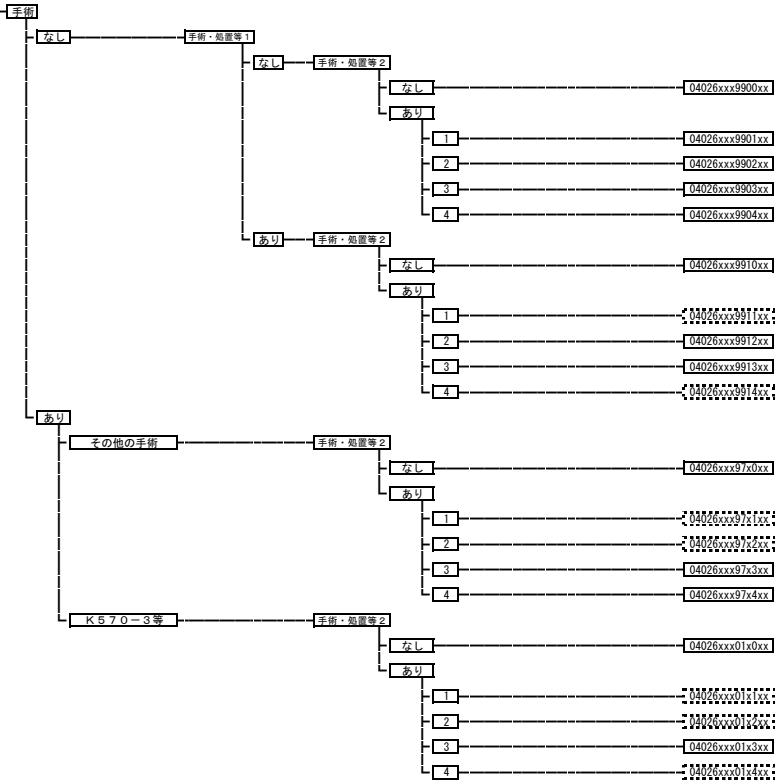 手術
なし 手術・処置等1
なし 手術・処置等2
なし 04026xxx9900xx
あり
1 04026xxx9901xx
2 04026xxx9902xx
3 04026xxx9903xx
4 04026xxx9904xx
あり 手術・処置等2
なし 04026xxx9910xx
あり
1 04026xxx9911xx
2 04026xxx9912xx
3 04026xxx9913xx
4 04026xxx9914xx
あり
その他の手術 手術・処置等2
なし 04026xxx97x0xx
あり
1 04026xxx97x1xx
2 04026xxx97x2xx
3 04026xxx97x3xx
4 04026xxx97x4xx
K570-3等 手術・処置等2
なし 04026xxx01x0xx
あり
1 04026xxx01x1xx
2 04026xxx01x2xx
3 04026xxx01x3xx
4 04026xxx01x4xx